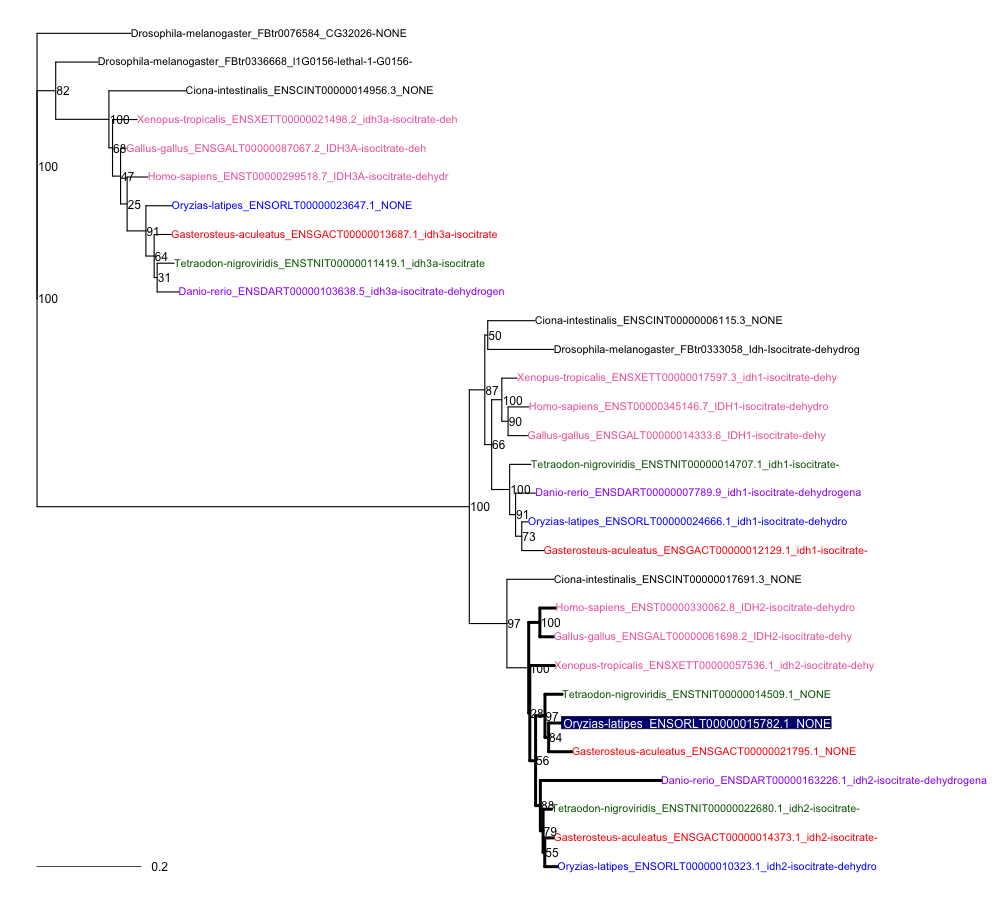 Drosophila-melanogaster_FBtr0076584_CG32026-NONE
Drosophila-melanogaster_FBtr0336668_l1G0156-lethal-1-G0156-
82
Ciona-intestinalis_ENSCINT00000014956.3_NONE
100
Xenopus-tropicalis_ENSXETT00000021498.2_idh3a-isocitrate-deh
68
Gallus-gallus_ENSGALT00000087067.2_IDH3A-isocitrate-deh
100
47
Homo-sapiens_ENST00000299518.7_IDH3A-isocitrate-dehydr
25
Oryzias-latipes_ENSORLT00000023647.1_NONE
91
Gasterosteus-aculeatus_ENSGACT00000013687.1_idh3a-isocitrate
64
Tetraodon-nigroviridis_ENSTNIT00000011419.1_idh3a-isocitrate
31
Danio-rerio_ENSDART00000103638.5_idh3a-isocitrate-dehydrogen
100
Ciona-intestinalis_ENSCINT00000006115.3_NONE
50
Drosophila-melanogaster_FBtr0333058_Idh-Isocitrate-dehydrog
Xenopus-tropicalis_ENSXETT00000017597.3_idh1-isocitrate-dehy
87
100
Homo-sapiens_ENST00000345146.7_IDH1-isocitrate-dehydro
90
Gallus-gallus_ENSGALT00000014333.6_IDH1-isocitrate-dehy
66
Tetraodon-nigroviridis_ENSTNIT00000014707.1_idh1-isocitrate-
100
Danio-rerio_ENSDART00000007789.9_idh1-isocitrate-dehydrogena
100
91
Oryzias-latipes_ENSORLT00000024666.1_idh1-isocitrate-dehydro
73
Gasterosteus-aculeatus_ENSGACT00000012129.1_idh1-isocitrate-
Ciona-intestinalis_ENSCINT00000017691.3_NONE
Homo-sapiens_ENST00000330062.8_IDH2-isocitrate-dehydro
97
100
Gallus-gallus_ENSGALT00000061698.2_IDH2-isocitrate-dehy
Xenopus-tropicalis_ENSXETT00000057536.1_idh2-isocitrate-dehy
100
Tetraodon-nigroviridis_ENSTNIT00000014509.1_NONE
28
97
Oryzias-latipes_ENSORLT00000015782.1_NONE
84
Gasterosteus-aculeatus_ENSGACT00000021795.1_NONE
56
Danio-rerio_ENSDART00000163226.1_idh2-isocitrate-dehydrogena
88
Tetraodon-nigroviridis_ENSTNIT00000022680.1_idh2-isocitrate-
79
Gasterosteus-aculeatus_ENSGACT00000014373.1_idh2-isocitrate-
55
Oryzias-latipes_ENSORLT00000010323.1_idh2-isocitrate-dehydro
0.2